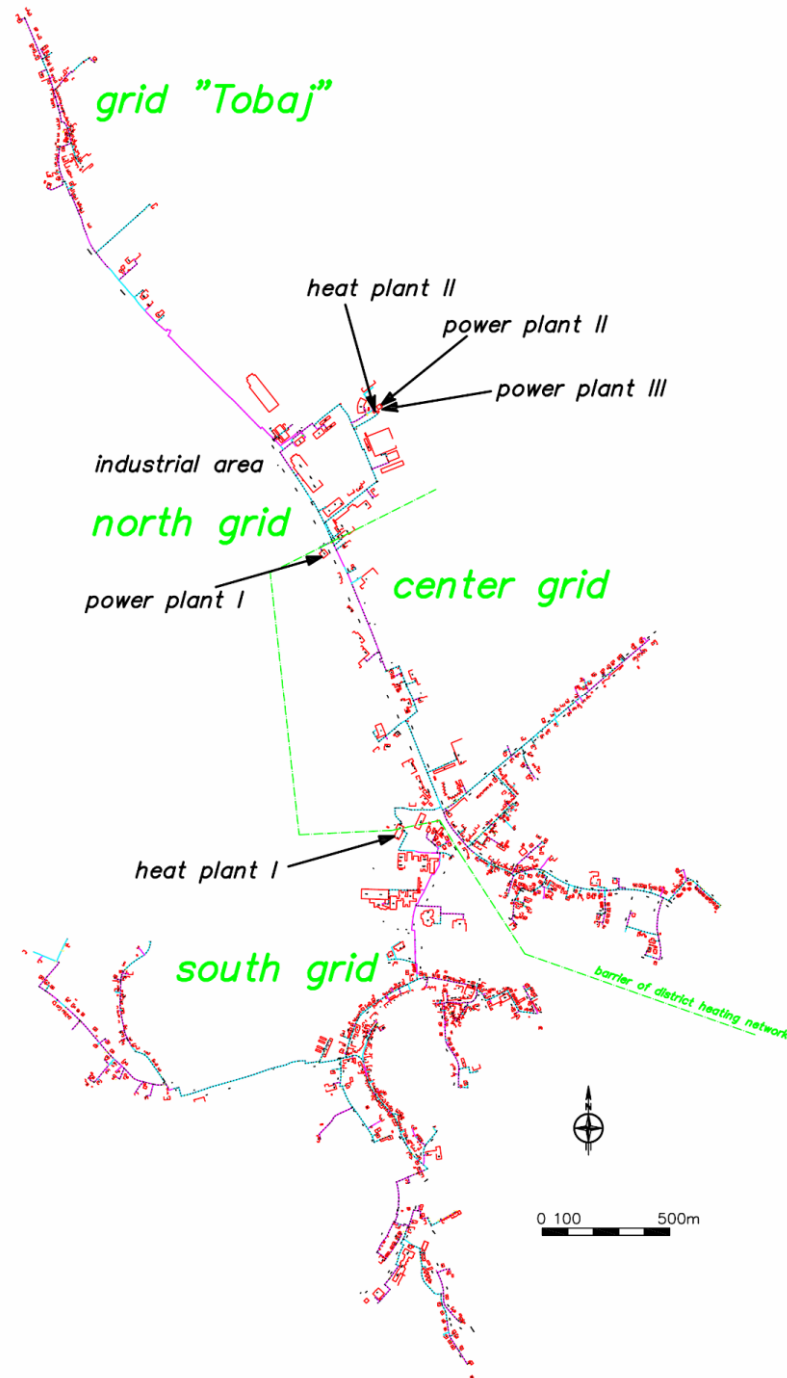 grid "Tobaj"
heat plant II
power plant II
power plant III
industrial area
north grid
center grid
power plant I
heat plant I
south grid
barrier of district heating network
N
0 100 500m